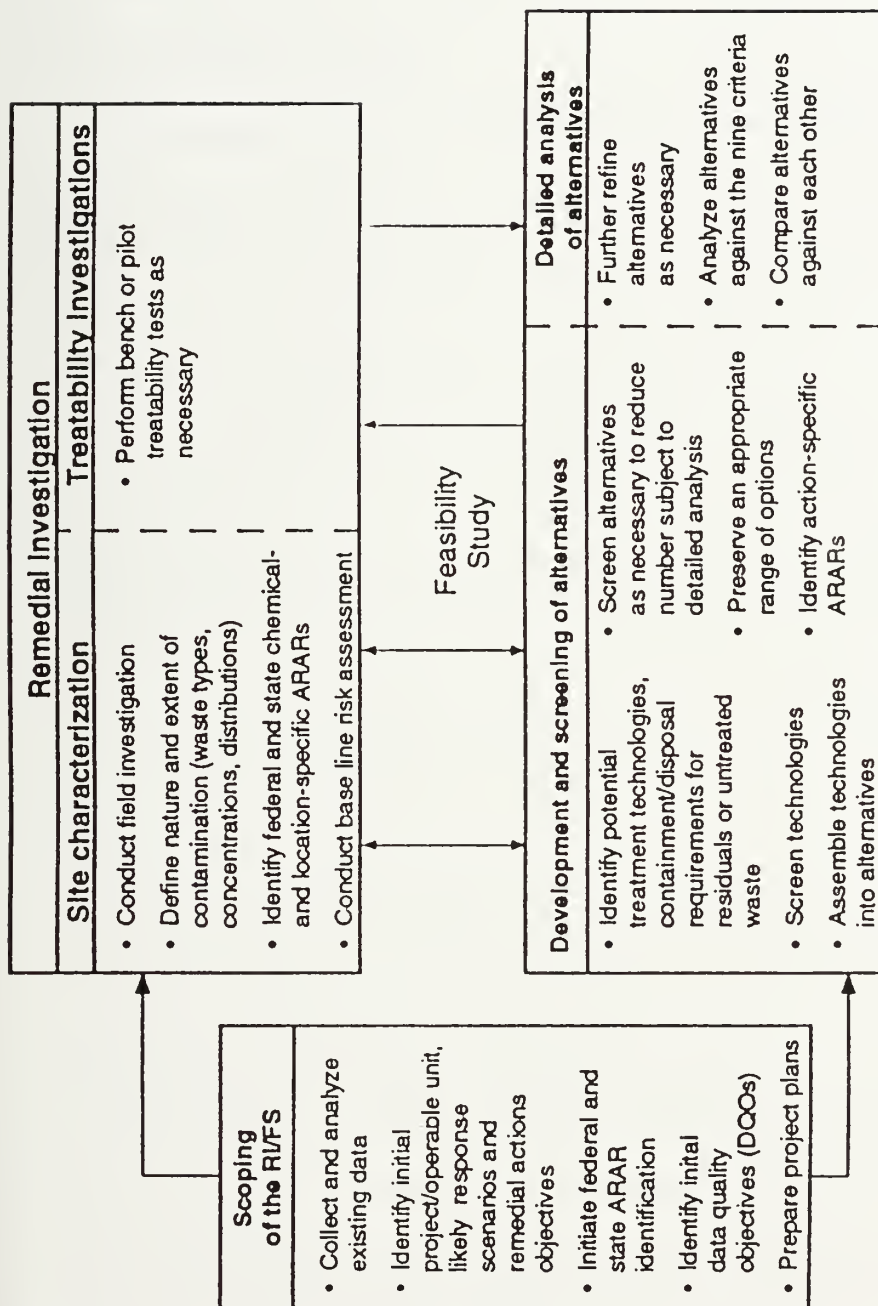 Scoping
of the RI/FS
• Collect and analyze
existing data
• Identify initial
project/operable unit,
likely response
scenarios and
remedial actions
objectives
• Initiate federal and
state ARAR
identification
• Identify inital
data quality
objectives (DQOs)
• Prepare project plans
Remedial Investigation
Site characterization
• Conduct field investigation
• Define nature and extent of
contamination (waste types,
concentrations, distributions)
• Identify federal and state chemical-
and location-specific ARARs
• Conduct base line risk assessment
Treatability Investigations
• Perform bench or pilot
treatability tests as
necessary
Feasibility
Study
Development and screening of alternatives
• Identify potential
treatment technologies,
containment/disposal
requirements for
residuals or untreated
waste
• Screen technologies
• Assemble technologies
into alternatives
• Screen alternatives
as necessary to reduce
number subject to
detailed analysis
• Preserve an appropriate
range of options
• Identify action-specific
ARARs
Detailed analysis
of alternatives
• Further refine
alternatives
as necessary
• Analyze alternatives
against the nine criteria
• Compare alternatives
against each other